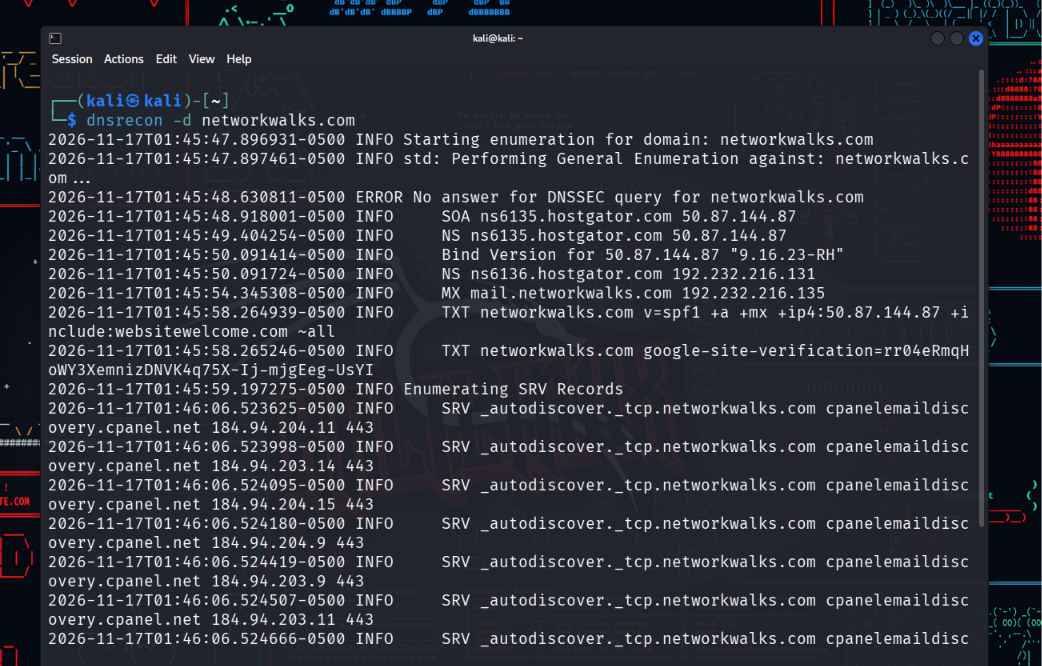 kali@kali: ~
Session Actions Edit View Help
┌──(kali㉿kali)-[~]
└─$ dnsrecon -d networkwalks.com
2026-11-17T01:45:47.896931-0500 INFO Starting enumeration for domain: networkwalks.com
2026-11-17T01:45:47.897461-0500 INFO std: Performing General Enumeration against: networkwalks.c
om...
2026-11-17T01:45:48.630811-0500 ERROR No answer for DNSSEC query for networkwalks.com
2026-11-17T01:45:48.918001-0500 INFO SOA ns6135.hostgator.com 50.87.144.87
2026-11-17T01:45:49.404254-0500 INFO NS ns6135.hostgator.com 50.87.144.87
2026-11-17T01:45:50.091414-0500 INFO Bind Version for 50.87.144.87 "9.16.23-RH"
2026-11-17T01:45:50.091724-0500 INFO NS ns6136.hostgator.com 192.232.216.131
2026-11-17T01:45:54.345308-0500 INFO MX mail.networkwalks.com 192.232.216.135
2026-11-17T01:45:58.264939-0500 INFO TXT networkwalks.com v=spf1 +a +mx +ip4:50.87.144.87 +i
nclude:websitewelcome.com ~all
2026-11-17T01:45:58.265246-0500 INFO TXT networkwalks.com google-site-verification=rr04eRmqH
oWY3XemnizDNVK4q75X-Ij-mjgEeg-UsYI
2026-11-17T01:45:59.197275-0500 INFO Enumerating SRV Records
2026-11-17T01:46:06.523625-0500 INFO SRV _autodiscover._tcp.networkwalks.com cpanelemaildisc
overy.cpanel.net 184.94.204.11 443
2026-11-17T01:46:06.523998-0500 INFO SRV _autodiscover._tcp.networkwalks.com cpanelemaildisc
overy.cpanel.net 184.94.203.14 443
2026-11-17T01:46:06.524095-0500 INFO SRV _autodiscover._tcp.networkwalks.com cpanelemaildisc
overy.cpanel.net 184.94.204.15 443
2026-11-17T01:46:06.524180-0500 INFO SRV _autodiscover._tcp.networkwalks.com cpanelemaildisc
overy.cpanel.net 184.94.204.9 443
2026-11-17T01:46:06.524419-0500 INFO SRV _autodiscover._tcp.networkwalks.com cpanelemaildisc
overy.cpanel.net 184.94.203.9 443
2026-11-17T01:46:06.524507-0500 INFO SRV _autodiscover._tcp.networkwalks.com cpanelemaildisc
overy.cpanel.net 184.94.203.11 443
2026-11-17T01:46:06.524666-0500 INFO SRV _autodiscover._tcp.networkwalks.com cpanelemaildisc